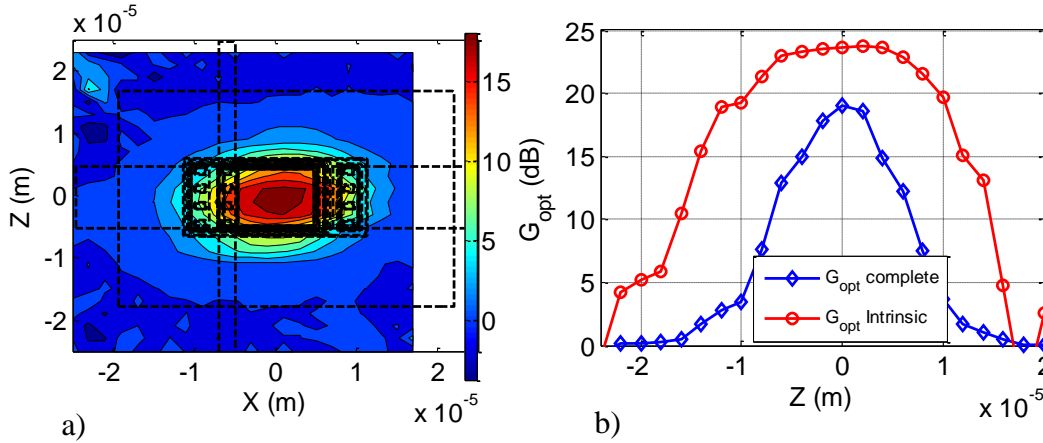 x 10⁻⁵
2
1
0
-1
-2
Z (m)
-2
-1
0
1
2
X (m)
x 10⁻⁵
15
10
5
0
G_opt (dB)
a)
25
20
15
10
5
0
-2
-1
0
1
2
Z (m)
x 10⁻⁵
G_opt complete
G_opt Intrinsic
b)